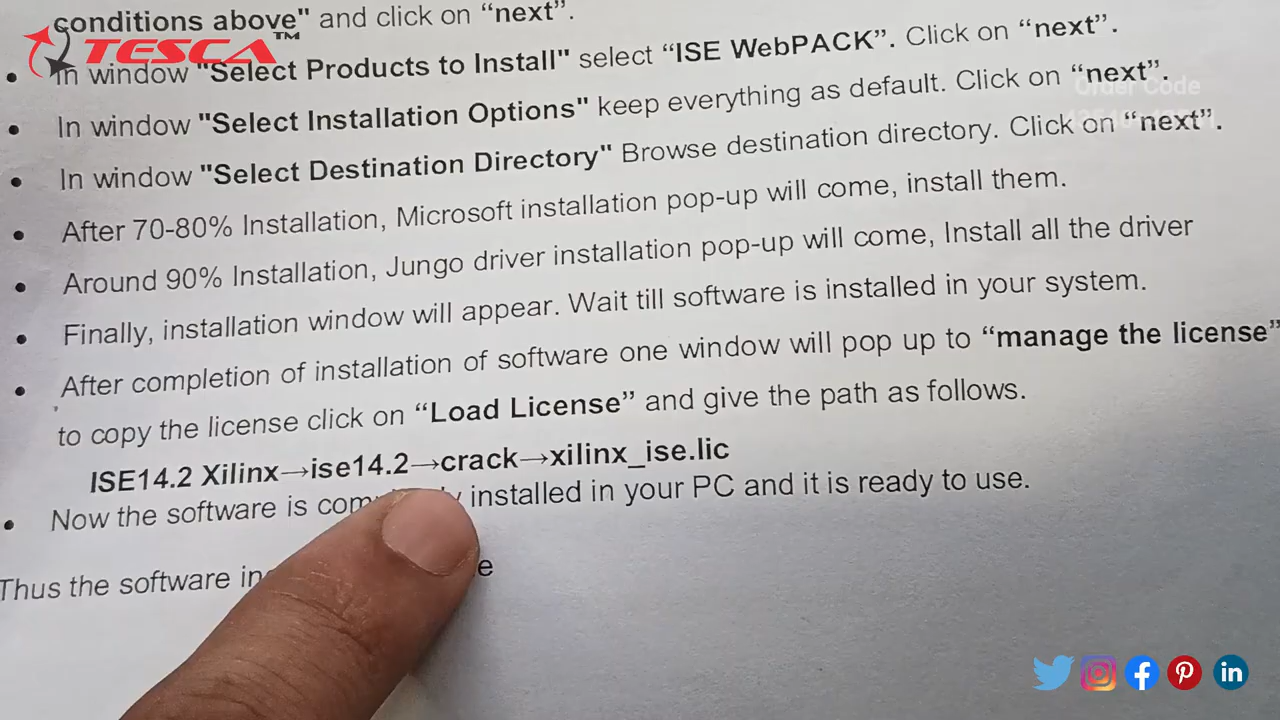 conditions above" and click on “next”.
TESCA™
• In window "Select Products to Install" select “ISE WebPACK”. Click on “next”.
Order Code
• In window "Select Installation Options" keep everything as default. Click on “next”.
• In window "Select Destination Directory" Browse destination directory. Click on “next”.
• After 70-80% Installation, Microsoft installation pop-up will come, install them.
• Around 90% Installation, Jungo driver installation pop-up will come, Install all the driver
• Finally, installation window will appear. Wait till software is installed in your system.
• After completion of installation of software one window will pop up to “manage the license”
to copy the license click on “Load License” and give the path as follows.
ISE14.2 Xilinx→ise14.2→crack→xilinx_ise.lic
• Now the software is installed in your PC and it is ready to use.
Thus the software
in